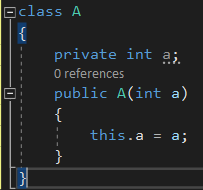 class A
{
private int a;
0 references
public A(int a)
{
this.a = a;
}
}